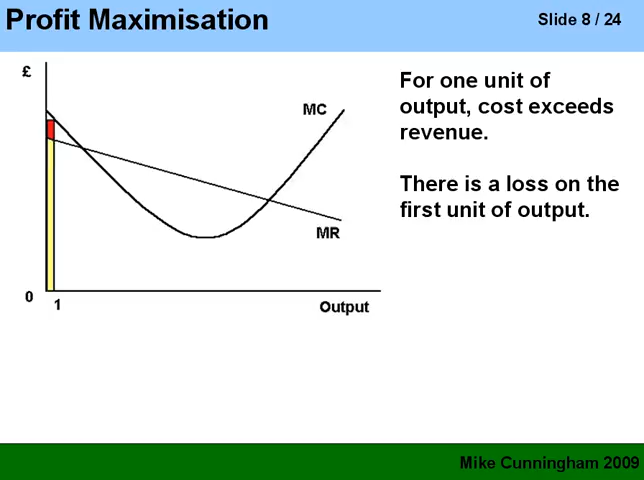 Profit Maximisation
Slide 8 / 24
£
MC
MR
0
1
Output
For one unit of
output, cost exceeds
revenue.
There is a loss on the
first unit of output.
Mike Cunningham 2009